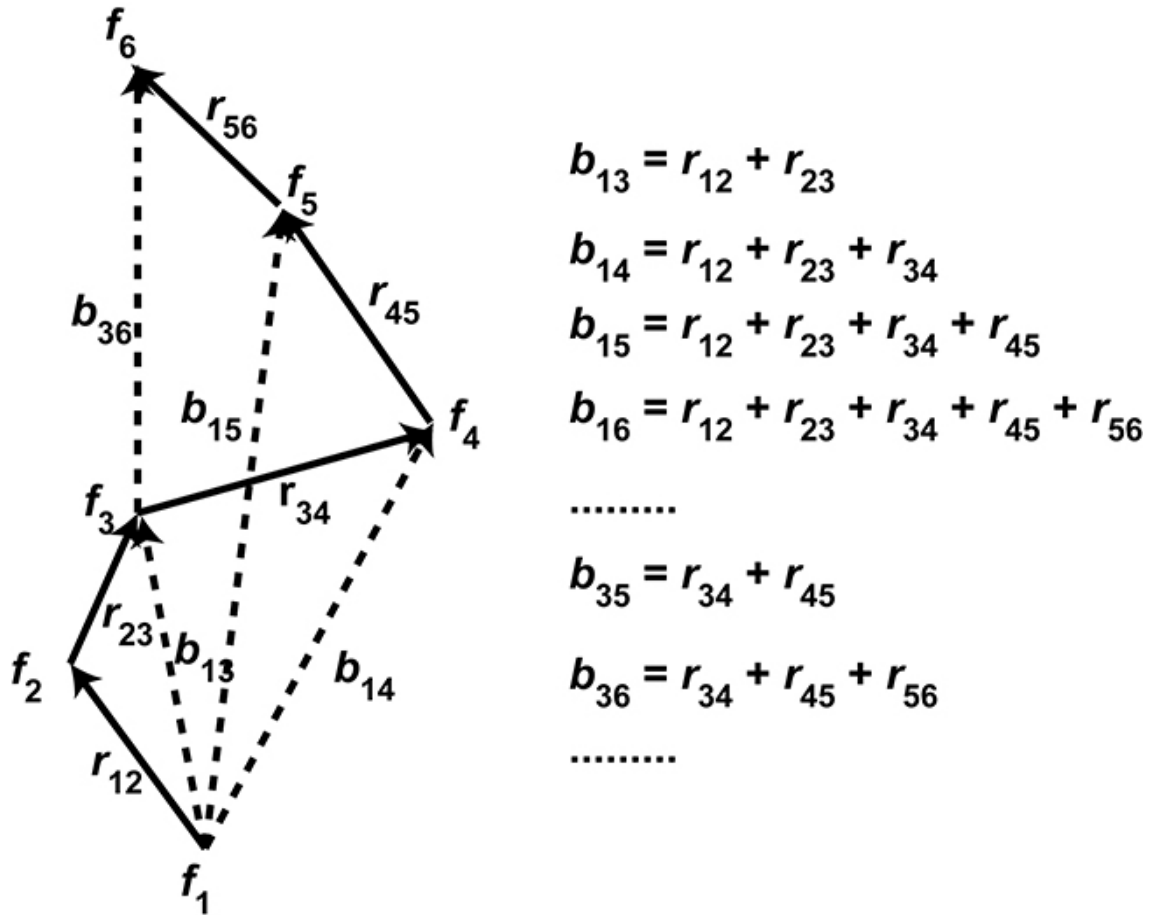 f6
r56
f5
r45
b36
b15
f4
r34
f3
r23
b13
b14
f2
r12
f1
b13 = r12 + r23
b14 = r12 + r23 + r34
b15 = r12 + r23 + r34 + r45
b16 = r12 + r23 + r34 + r45 + r56
.........
b35 = r34 + r45
b36 = r34 + r45 + r56
.........